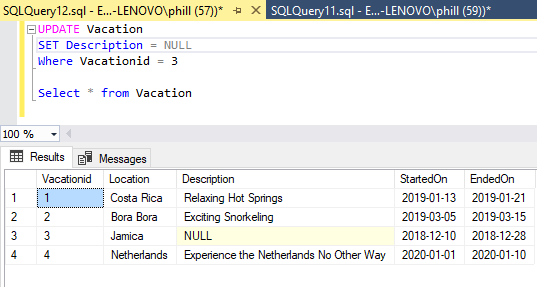 SQLQuery12.sql - E...-LENOVO\phill (57))* SQLQuery11.sql - E...-LENOVO\phill (59))*
UPDATE Vacation
SET Description = NULL
Where Vacationid = 3
Select * from Vacation
100 %
Results Messages
Vacationid Location Description StartedOn EndedOn
1 1 Costa Rica Relaxing Hot Springs 2019-01-13 2019-01-21
2 2 Bora Bora Exciting Snorkeling 2019-03-05 2019-03-15
3 3 Jamica NULL 2018-12-10 2018-12-28
4 4 Netherlands Experience the Netherlands No Other Way 2020-01-01 2020-01-10